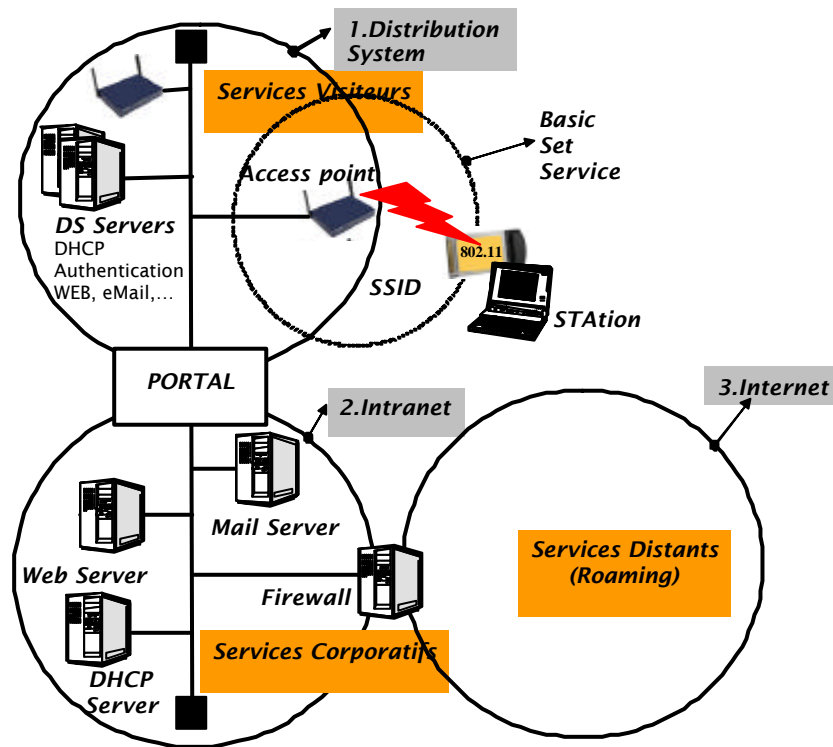 1.Distribution
System
Services Visiteurs
Basic
Set
Service
Access point
DS Servers
DHCP
Authentication
WEB, eMail,...
802.11
SSID
STAtion
PORTAL
3.Internet
2.Intranet
Mail Server
Web Server
Services Distants
(Roaming)
Firewall
Services Corporatifs
DHCP
Server